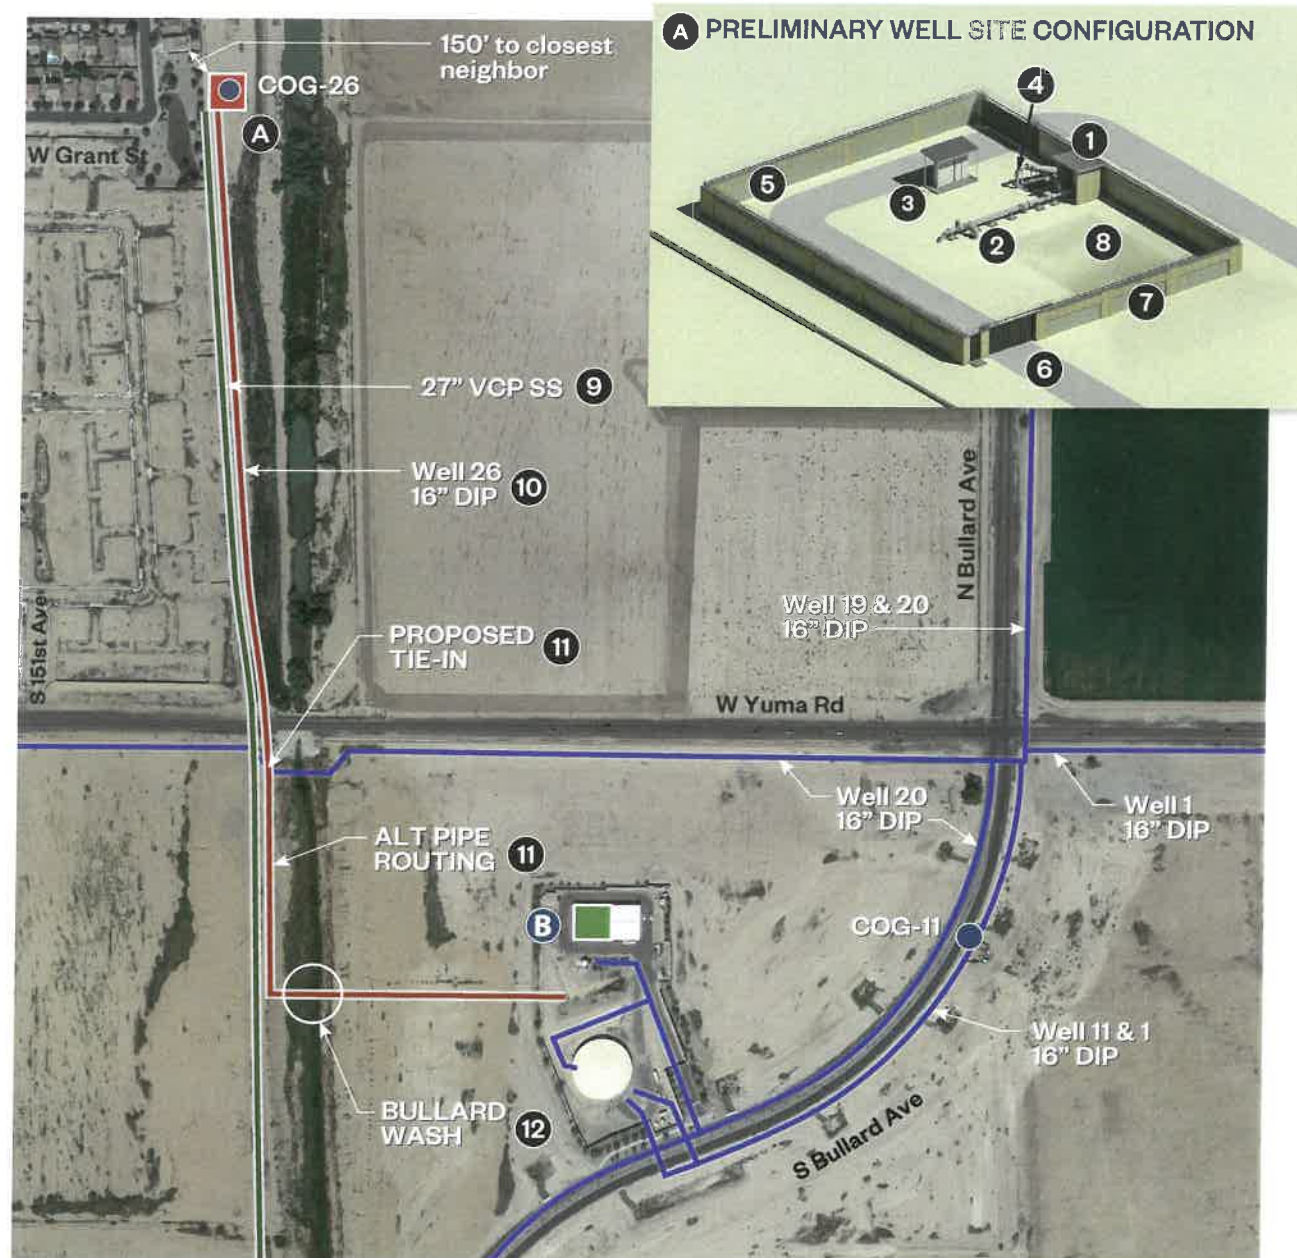 A PRELIMINARY WELL SITE CONFIGURATION
150' to closest
neighbor
COG-26
A
W Grant St
4
1
5
3
2
8
7
6
27" VCP SS 9
Well 26
16" DIP 10
N Bullard Ave
Well 19 & 20
16" DIP
S 151st Ave
PROPOSED
TIE-IN 11
W Yuma Rd
Well 20
16" DIP
Well 1
16" DIP
ALT PIPE
ROUTING 11
B
COG-11
Well 11 & 1
16" DIP
BULLARD
WASH 12
S Bullard Ave